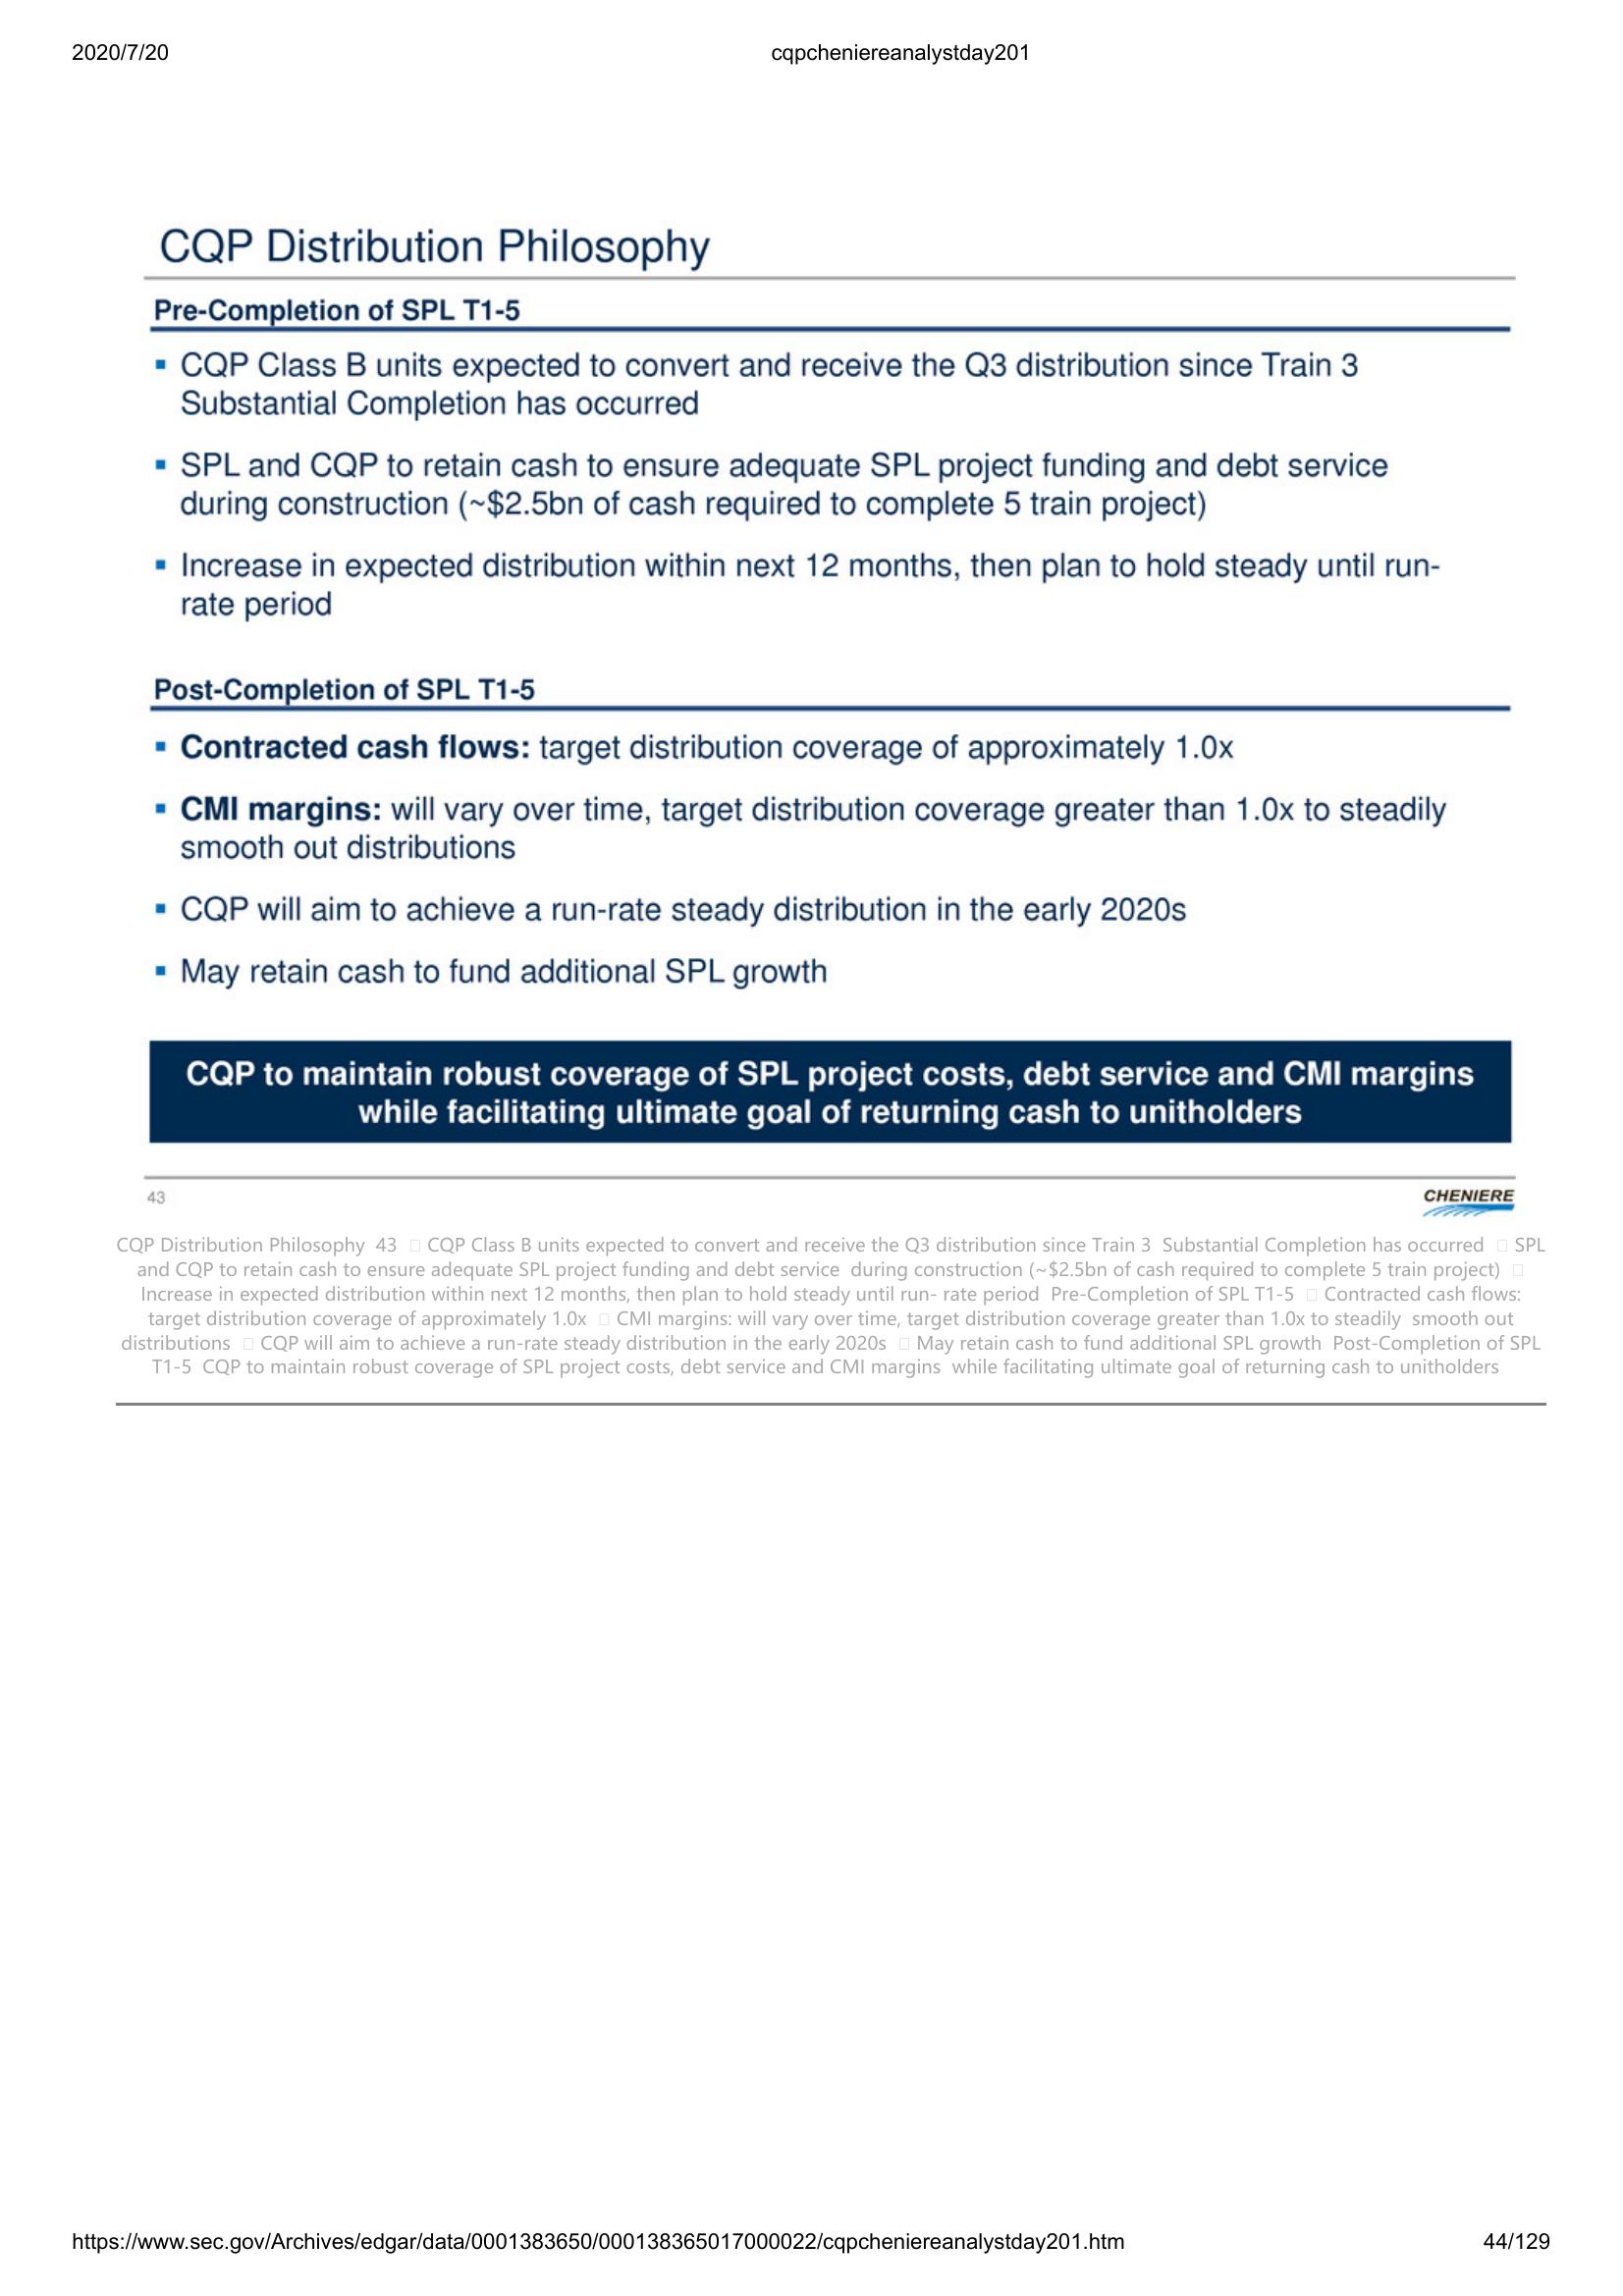 2020/7/20
cqpcheniereanalystday201
CQP Distribution Philosophy
Pre-Completion of SPL T1-5
▪ CQP Class B units expected to convert and receive the Q3 distribution since Train 3
Substantial Completion has occurred
▪ SPL and CQP to retain cash to ensure adequate SPL project funding and debt service
during construction (~$2.5bn of cash required to complete 5 train project)
▪ Increase in expected distribution within next 12 months, then plan to hold steady until run-
rate period
Post-Completion of SPL T1-5
▪ Contracted cash flows: target distribution coverage of approximately 1.0x
▪ CMI margins: will vary over time, target distribution coverage greater than 1.0x to steadily
smooth out distributions
▪ CQP will aim to achieve a run-rate steady distribution in the early 2020s
▪ May retain cash to fund additional SPL growth
CQP to maintain robust coverage of SPL project costs, debt service and CMI margins
while facilitating ultimate goal of returning cash to unitholders
43
CHENIERE
CQP Distribution Philosophy 43 □ CQP Class B units expected to convert and receive the Q3 distribution since Train 3 Substantial Completion has occurred □ SPL
and CQP to retain cash to ensure adequate SPL project funding and debt service during construction (~$2.5bn of cash required to complete 5 train project) □
Increase in expected distribution within next 12 months, then plan to hold steady until run- rate period Pre-Completion of SPL T1-5 □ Contracted cash flows:
target distribution coverage of approximately 1.0x □ CMI margins: will vary over time, target distribution coverage greater than 1.0x to steadily smooth out
distributions □ CQP will aim to achieve a run-rate steady distribution in the early 2020s □ May retain cash to fund additional SPL growth Post-Completion of SPL
T1-5 CQP to maintain robust coverage of SPL project costs, debt service and CMI margins while facilitating ultimate goal of returning cash to unitholders
https://www.sec.gov/Archives/edgar/data/0001383650/000138365017000022/cqpcheniereanalystday201.htm
44/129